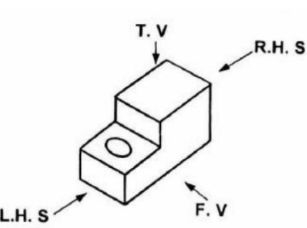 T. V
R.H. S
L.H. S
F. V